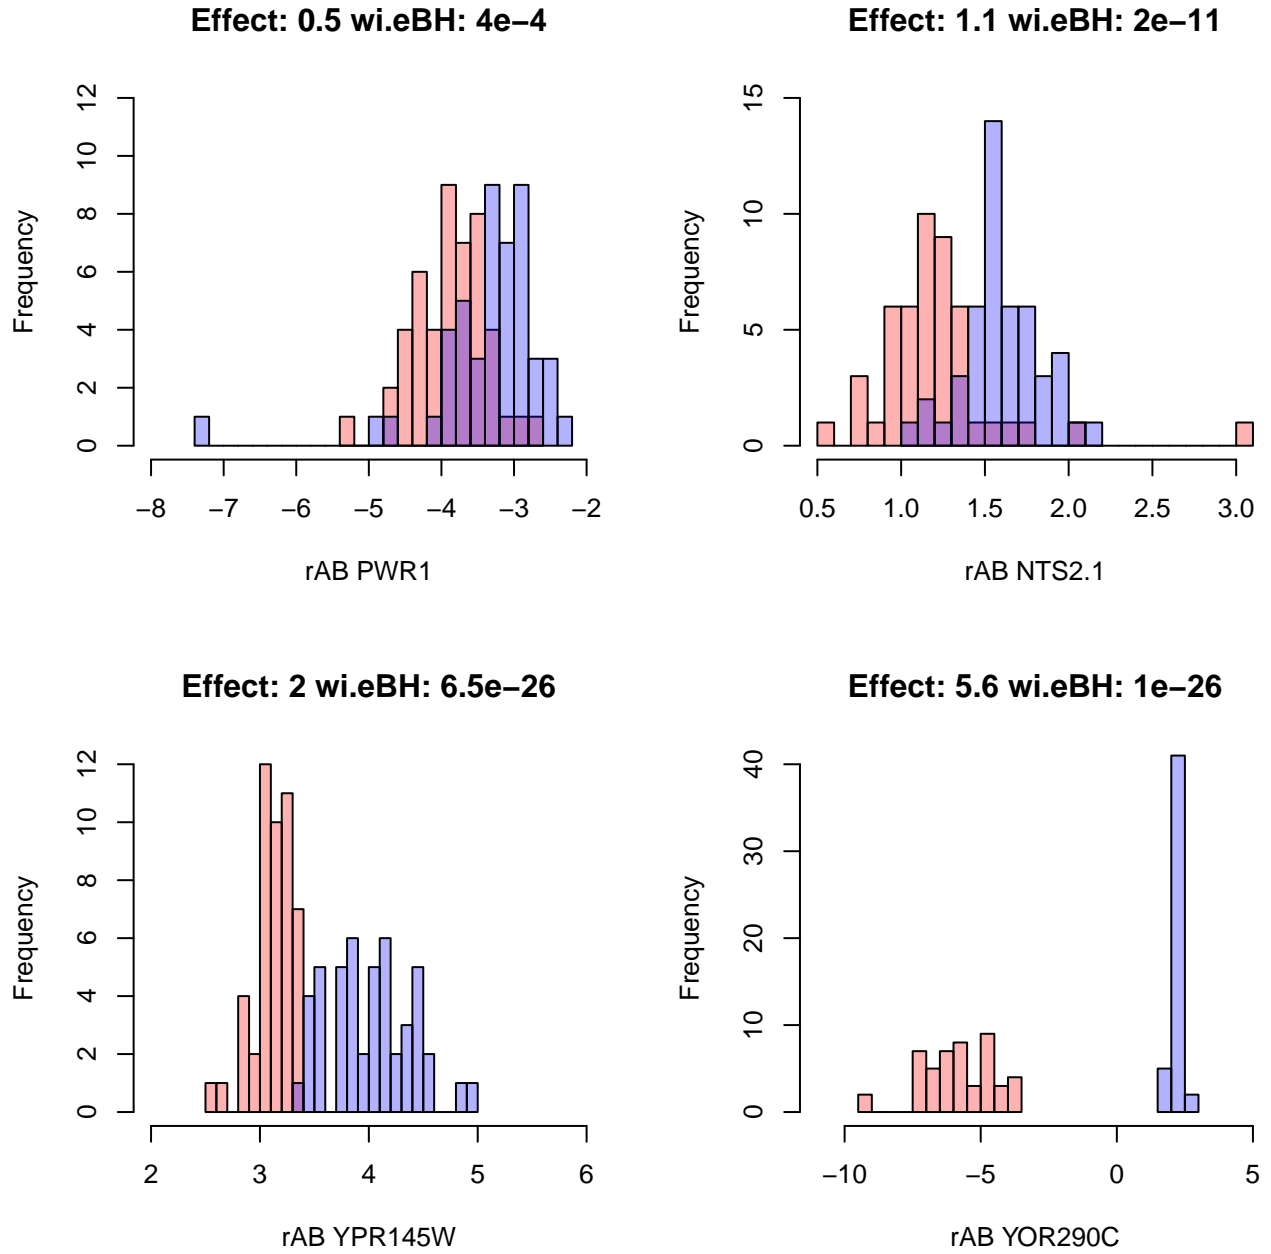 Effect: 0.5 wi.eBH: 4e−4
Frequency
12
10
8
6
4
2
0
−8 −7 −6 −5 −4 −3 −2
rAB PWR1
Effect: 1.1 wi.eBH: 2e−11
Frequency
15
10
5
0
0.5 1.0 1.5 2.0 2.5 3.0
rAB NTS2.1
Effect: 2 wi.eBH: 6.5e−26
Frequency
12
10
8
6
4
2
0
2 3 4 5 6
rAB YPR145W
Effect: 5.6 wi.eBH: 1e−26
Frequency
40
30
20
10
0
−10 −5 0 5
rAB YOR290C